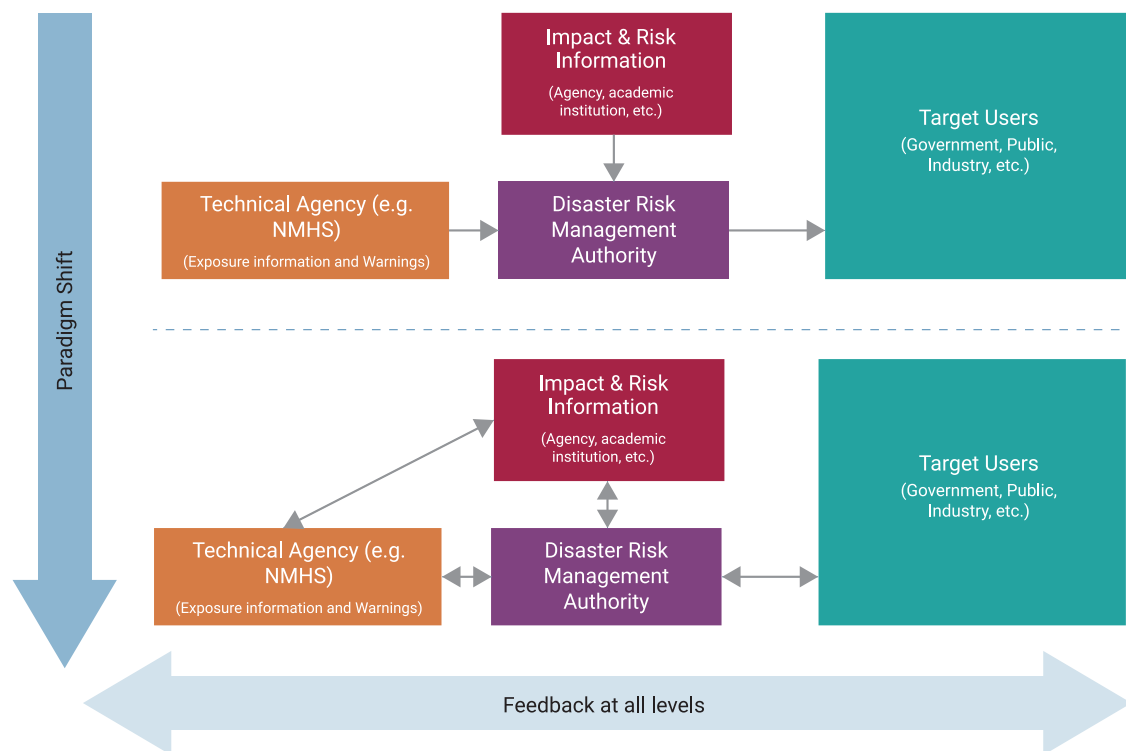 Impact & Risk
Information
(Agency, academic
institution, etc.)
Target Users
(Government, Public,
Industry, etc.)
Technical Agency (e.g.
NMHS)
(Exposure information and Warnings)
Disaster Risk
Management
Authority
Paradigm Shift
Impact & Risk
Information
(Agency, academic
institution, etc.)
Target Users
(Government, Public,
Industry, etc.)
Technical Agency (e.g.
NMHS)
(Exposure information and Warnings)
Disaster Risk
Management
Authority
Feedback at all levels